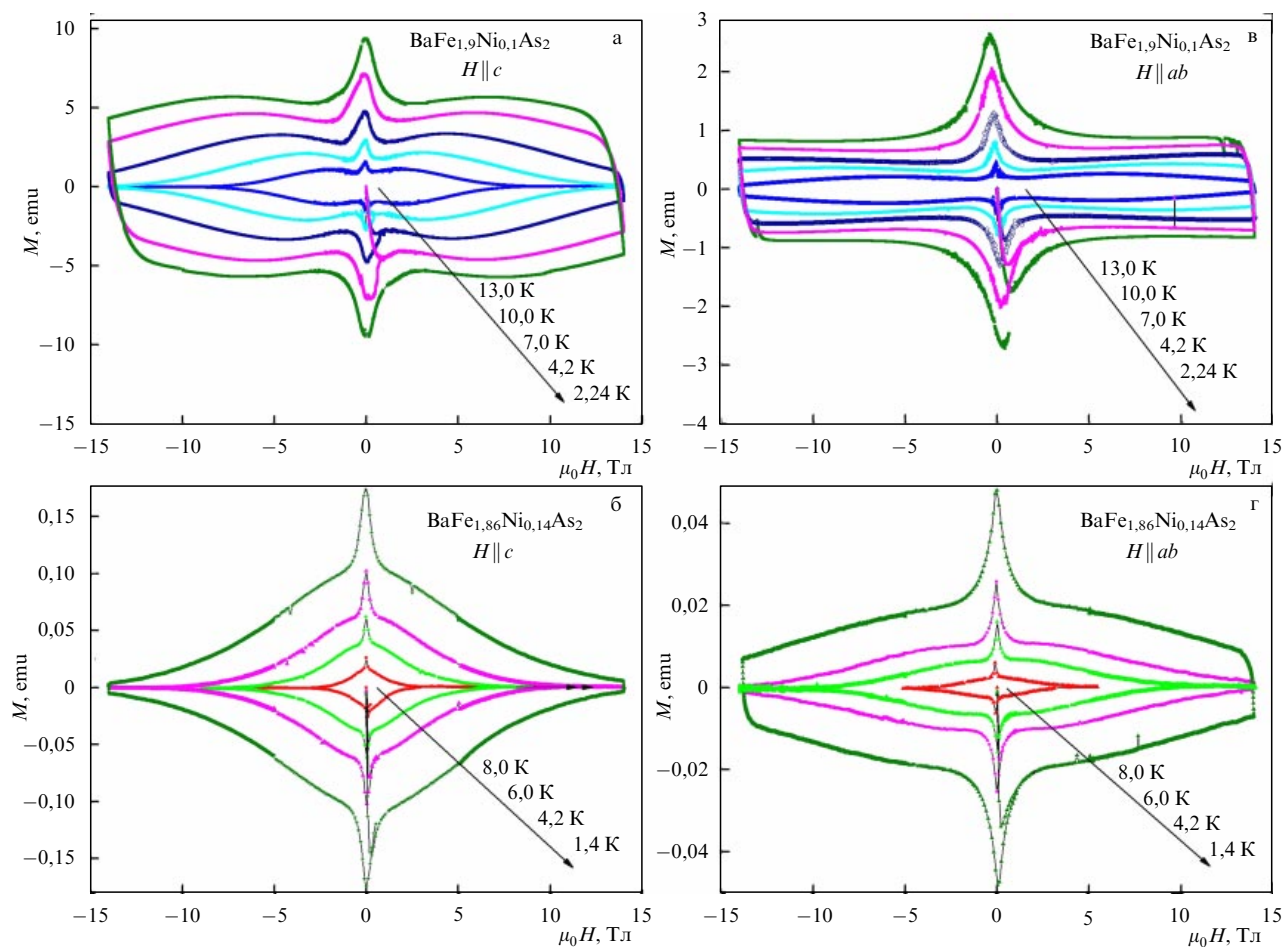 BaFe1,9Ni0,1As2
а
H∥c
M, emu
10
5
0
−5
−10
−15
13,0 К
10,0 К
7,0 К
4,2 К
2,24 К
−15 −10 −5 0 5 10 15
μ0H, Тл
BaFe1,9Ni0,1As2
в
H∥ab
M, emu
3
2
1
0
−1
−2
−3
−4
13,0 К
10,0 К
7,0 К
4,2 К
2,24 К
−15 −10 −5 0 5 10 15
μ0H, Тл
BaFe1,86Ni0,14As2
б
H∥c
M, emu
0,15
0,10
0,05
0
−0,05
−0,10
−0,15
8,0 К
6,0 К
4,2 К
1,4 К
−15 −10 −5 0 5 10 15
μ0H, Тл
BaFe1,86Ni0,14As2
г
H∥ab
M, emu
0,04
0,02
0
−0,02
−0,04
8,0 К
6,0 К
4,2 К
1,4 К
−15 −10 −5 0 5 10 15
μ0H, Тл